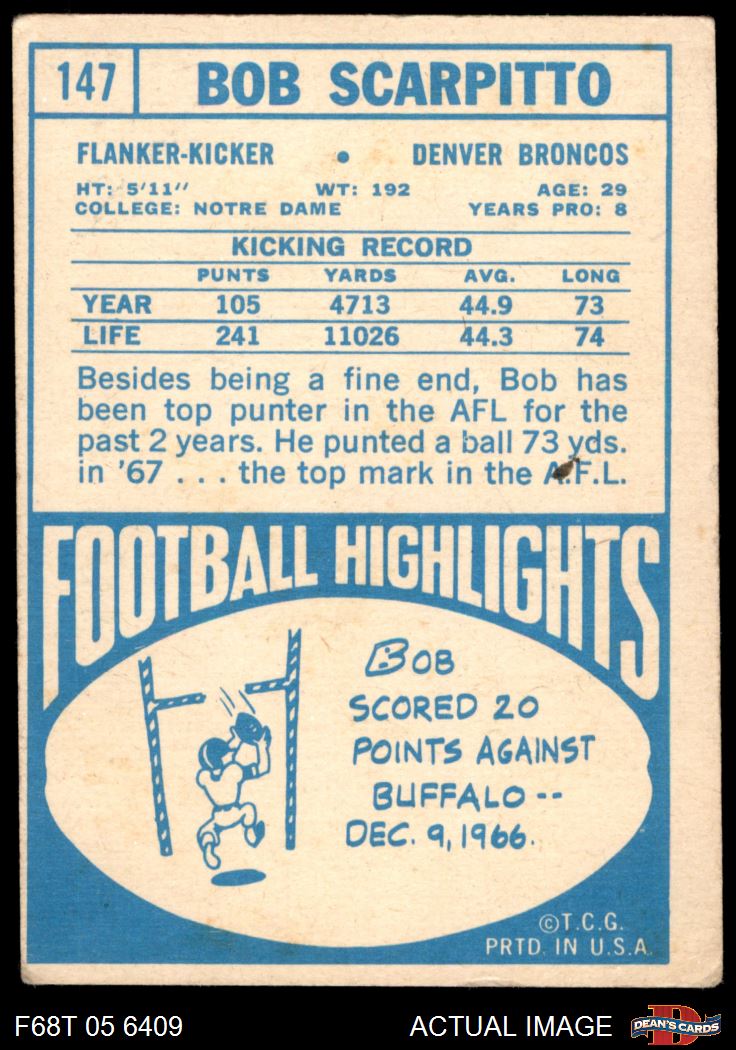 147 BOB SCARPITTO
FLANKER-KICKER • DENVER BRONCOS
HT: 5'11" WT: 192 AGE: 29
COLLEGE: NOTRE DAME YEARS PRO: 8
KICKING RECORD
PUNTS YARDS AVG. LONG
YEAR 105 4713 44.9 73
LIFE 241 11026 44.3 74
Besides being a fine end, Bob has
been top punter in the AFL for the
past 2 years. He punted a ball 73 yds.
in '67 . . . the top mark in the A.F.L.
FOOTBALL HIGHLIGHTS
BOB
SCORED 20
POINTS AGAINST
BUFFALO --
DEC. 9, 1966.
©T.C.G.
PRTD. IN U.S.A.
F68T 05 6409 ACTUAL IMAGE DEAN'S CARDS